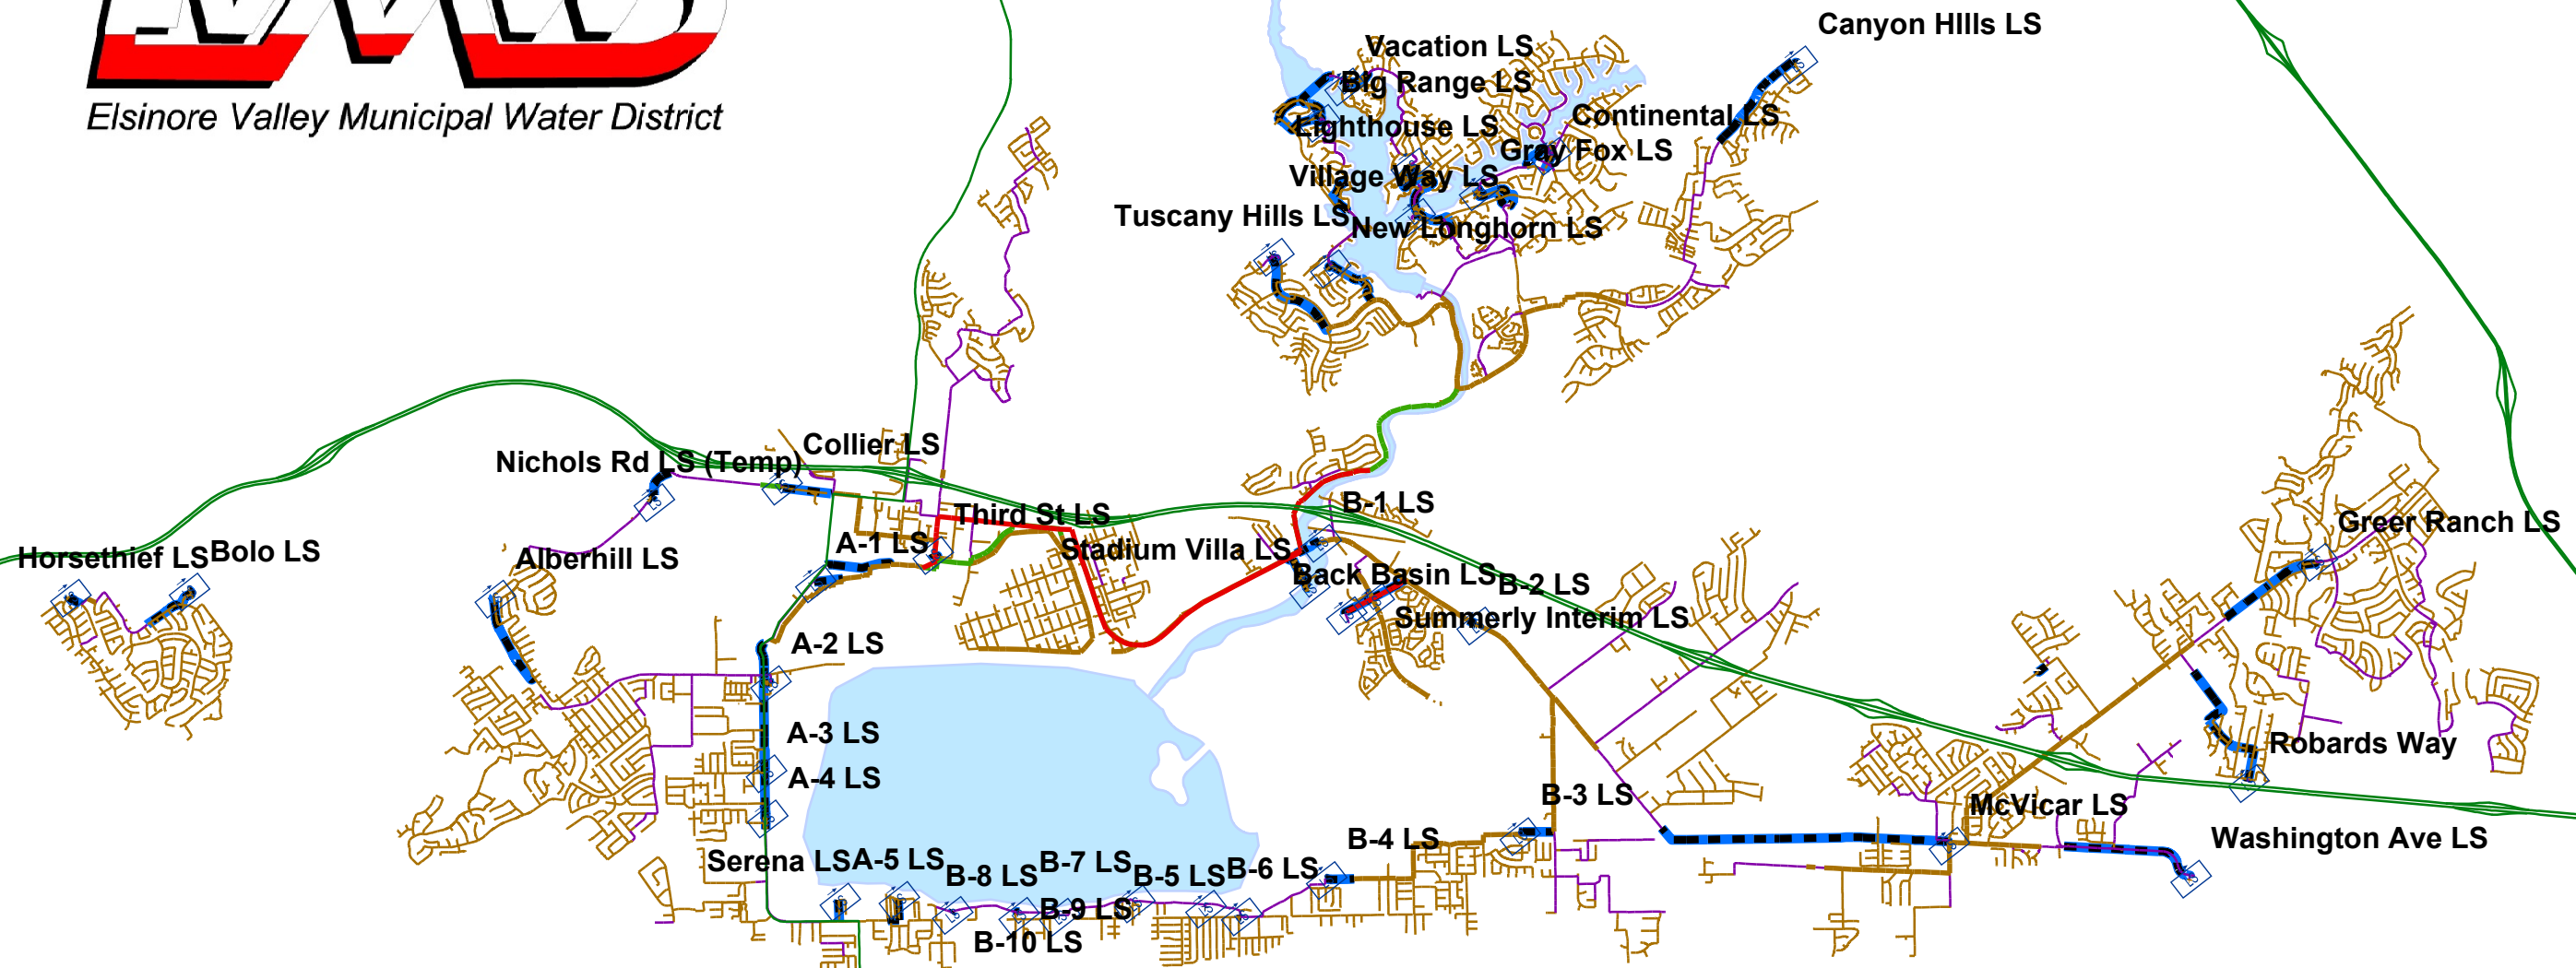 Elsinore Valley Municipal Water District
Canyon HIlls LS
Vacation LS
Big Range LS
Continental LS
Lighthouse LS
Gray Fox LS
Village Way LS
Tuscany Hills LS
New Longhorn LS
Collier LS
Nichols Rd LS (Temp)
B-1 LS
Third St LS
Greer Ranch LS
A-1 LS
Stadium Villa LS
Horsethief LS
Bolo LS
Alberhill LS
Back Basin LS
B-2 LS
Summerly Interim LS
A-2 LS
A-3 LS
Robards Way
A-4 LS
B-3 LS
McVicar LS
B-4 LS
Washington Ave LS
Serena LS
A-5 LS
B-8 LS
B-7 LS
B-5 LS
B-6 LS
B-9 LS
B-10 LS